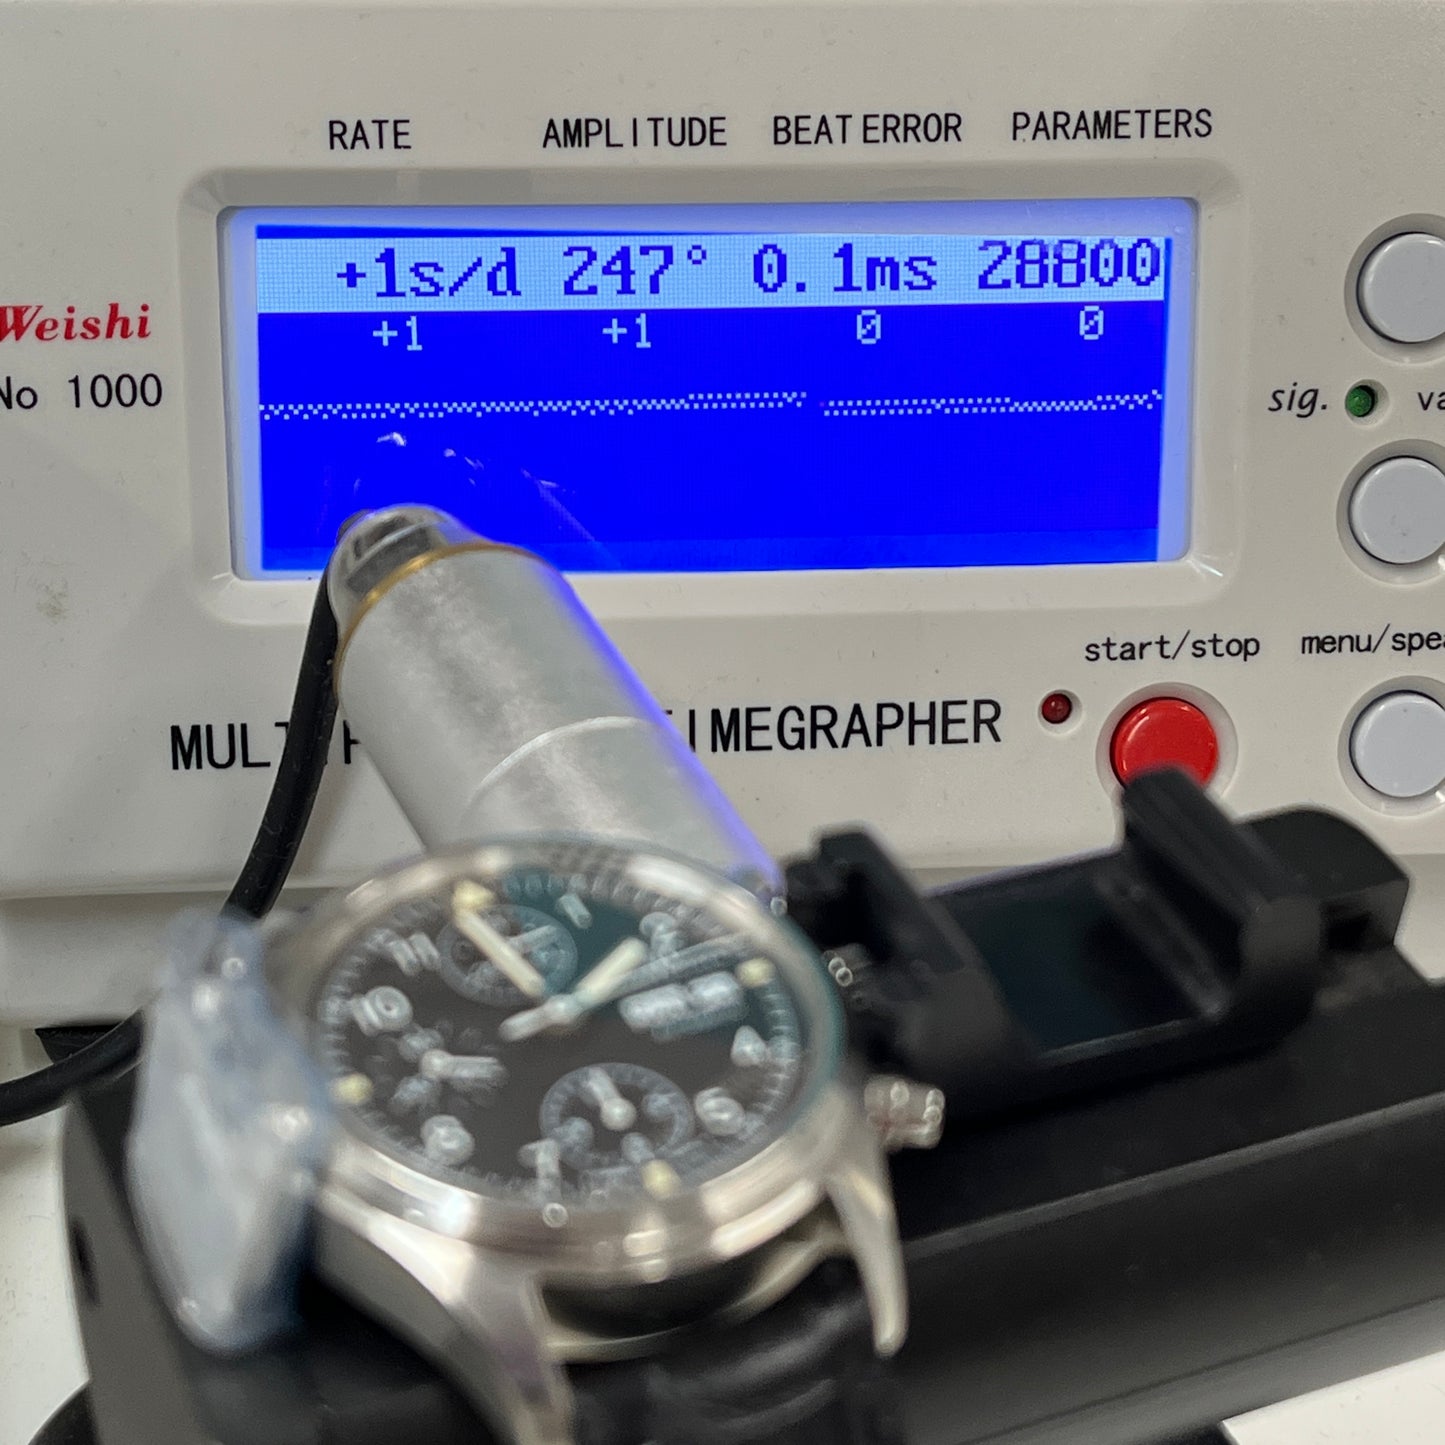 RATE AMPLITUDE BEAT ERROR PARAMETERS
+1s/d 247° 0.1ms 28800
+1 +1 0 0
Weishi
No 1000
sig.
start/stop
TIMEGRAPHER
10